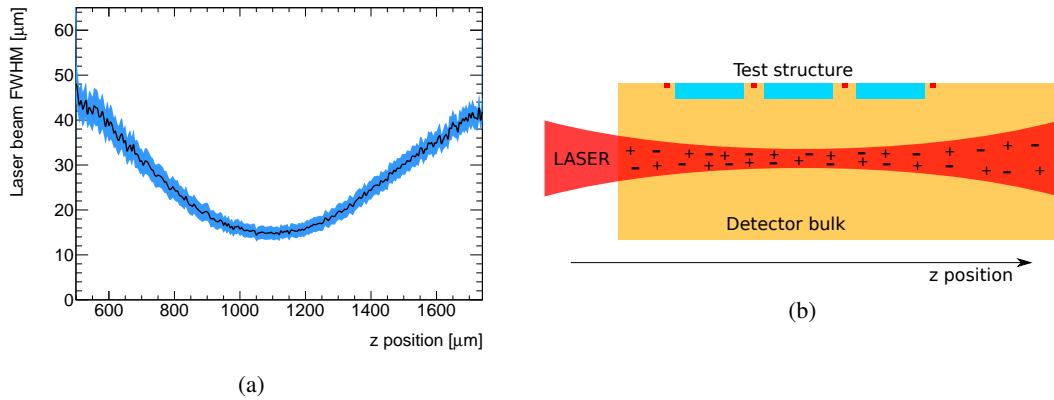 Laser beam FWHM [μm]
60
50
40
30
20
10
0
600 800 1000 1200 1400 1600
z position [μm]
(a)
Test structure
LASER
+ - + - - + - + - + - + - + -
- + - + - + - + - + - + - + - +
Detector bulk
z position
(b)